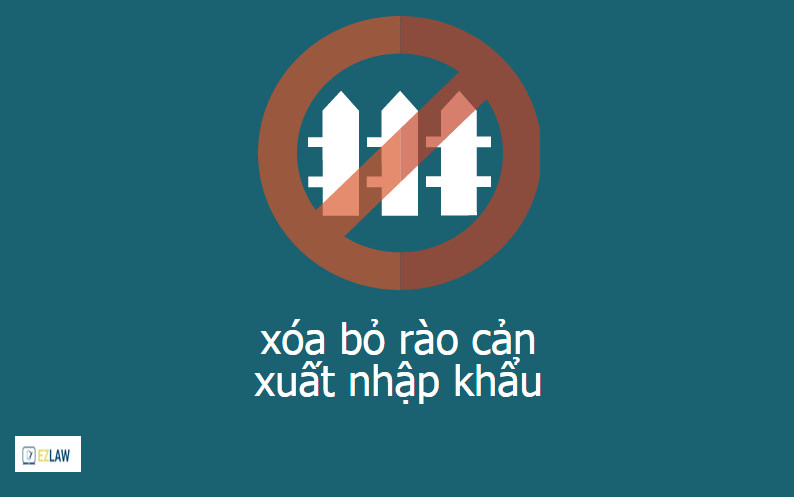 xóa bỏ rào cản
xuất nhập khẩu
EZLAW